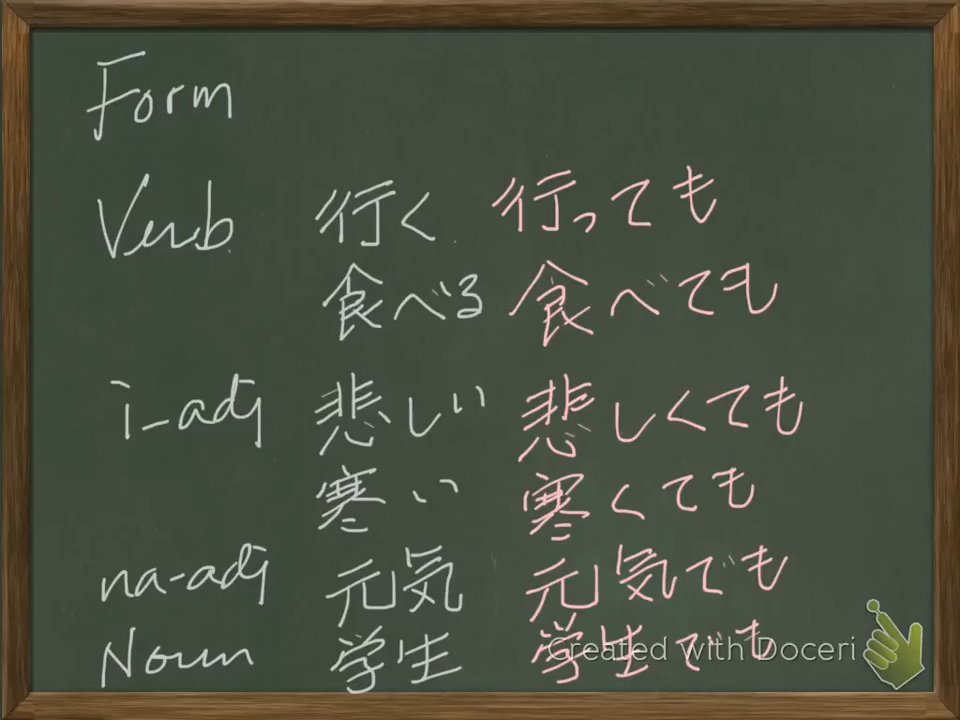 Form
Verb 行く 行っても
食べる 食べても
i-adj 悲しい 悲しくても
寒い 寒くても
na-adj 元気 元気でも
Noun 学生 学生でも
Created with Doceri